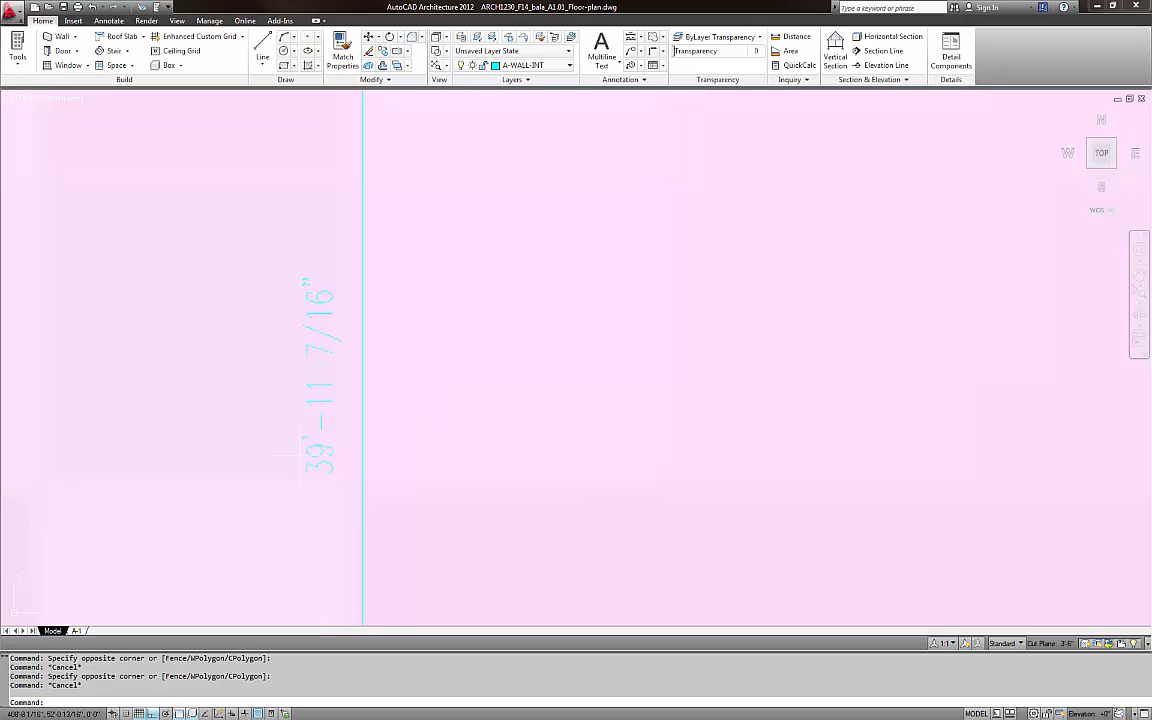 AutoCAD Architecture 2012 ARCH1230_F14_bala_A1.01_Floor-plan.dwg
Type a keyword or phrase
Sign In
Home Insert Annotate Render View Manage Online Add-Ins
Tools
Wall
Door
Window
Roof Slab
Stair
Space
Enhanced Custom Grid
Ceiling Grid
Box
Build
Line
Draw
Match Properties
Modify
View
Unsaved Layer State
A-WALL-INT
Layers
Multiline Text
Annotation
ByLayer Transparency
Transparency 0
Transparency
Distance
Area
QuickCalc
Inquiry
Vertical Section
Horizontal Section
Section Line
Elevation Line
Section & Elevation
Detail Components
Details
N
W TOP E
S
WCS
39'-11 7/16"
Model A-1
1:1 Standard Cut Plane: 3'-6"
Command: Specify opposite corner or [Fence/WPolygon/CPolygon]:
Command: *Cancel*
Command: Specify opposite corner or [Fence/WPolygon/CPolygon]:
Command: *Cancel*
Command:
MODEL
Elevation: +0"